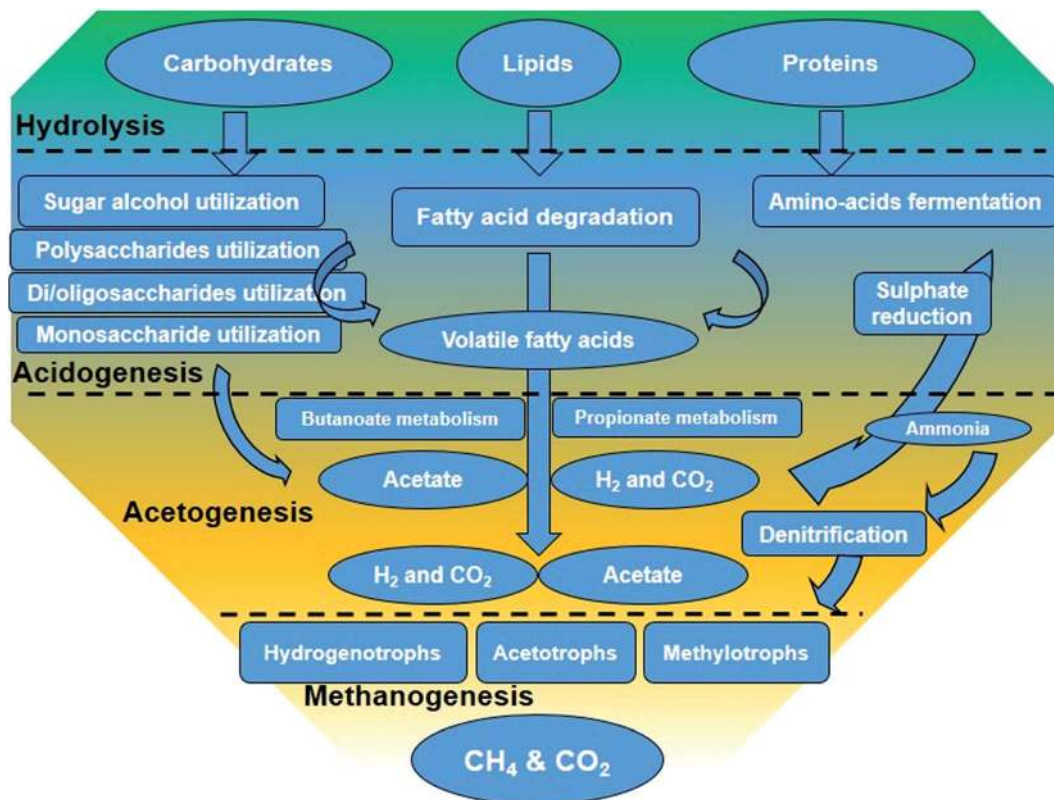 Carbohydrates
Lipids
Proteins
Hydrolysis
Sugar alcohol utilization
Fatty acid degradation
Amino-acids fermentation
Polysaccharides utilization
Di/oligosaccharides utilization
Sulphate
reduction
Monosaccharide utilization
Volatile fatty acids
Acidogenesis
Butanoate metabolism
Propionate metabolism
Ammonia
Acetate
H₂ and CO₂
Acetogenesis
Denitrification
H₂ and CO₂
Acetate
Hydrogenotrophs
Acetotrophs
Methylotrophs
Methanogenesis
CH₄ & CO₂